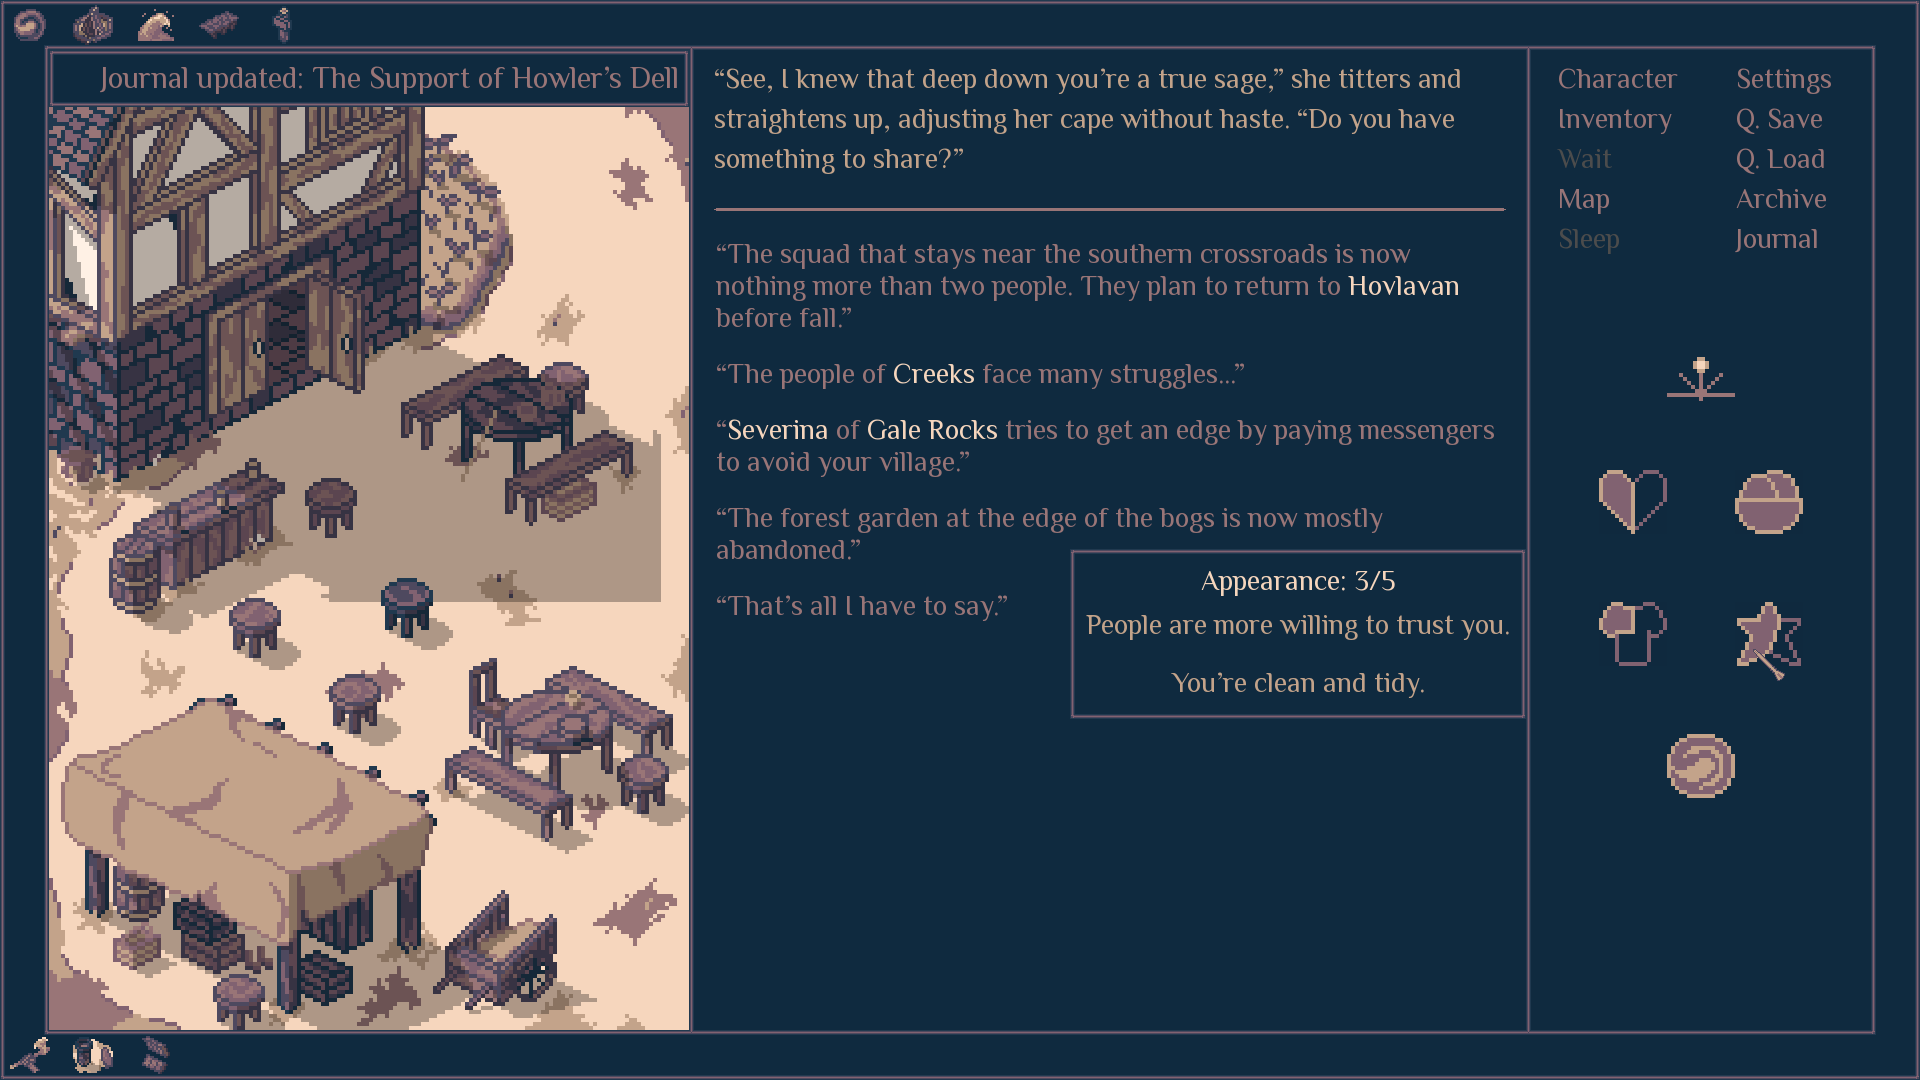 Journal updated: The Support of Howler's Dell
“See, I knew that deep down you're a true sage,” she titters and
straightens up, adjusting her cape without haste. “Do you have
something to share?”
“The squad that stays near the southern crossroads is now
nothing more than two people. They plan to return to Hovlavan
before fall.”
“The people of Creeks face many struggles...”
“Severina of Gale Rocks tries to get an edge by paying messengers
to avoid your village.”
“The forest garden at the edge of the bogs is now mostly
abandoned.”
“That's all I have to say.”
Appearance: 3/5
People are more willing to trust you.
You're clean and tidy.
Character
Settings
Inventory
Q. Save
Wait
Q. Load
Map
Archive
Sleep
Journal